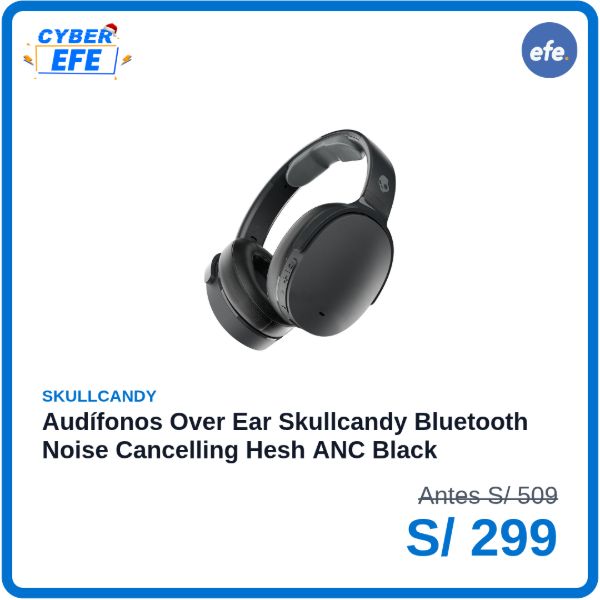 CYBER
EFE
efe.
SKULLCANDY
Audífonos Over Ear Skullcandy Bluetooth
Noise Cancelling Hesh ANC Black
Antes S/ 509
S/ 299